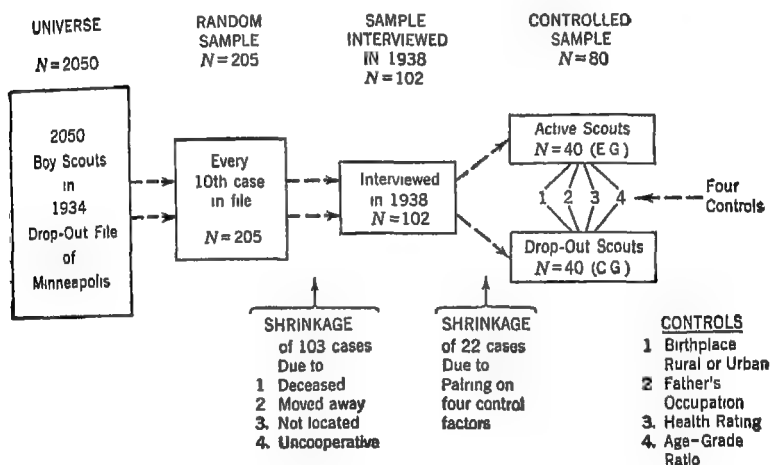 UNIVERSE
N=2050
RANDOM
SAMPLE
N=205
SAMPLE
INTERVIEWED
IN 1938
N=102
CONTROLLED
SAMPLE
N=80
2050
Boy Scouts
in
1934
Drop-Out File
of
Minneapolis
Every
10th case
in file
N=205
Interviewed
in 1938
N=102
Active Scouts
N=40 (EG)
1 2 3 4
Four
Controls
Drop-Out Scouts
N=40 (CG)
SHRINKAGE
of 103 cases
Due to
1 Deceased
2 Moved away
3. Not located
4. Uncooperative
SHRINKAGE
of 22 cases
Due to
Pairing on
four control
factors
CONTROLS
1 Birthplace
Rural or Urban
2 Father's
Occupation
3. Health Rating
4. Age-Grade
Ratio